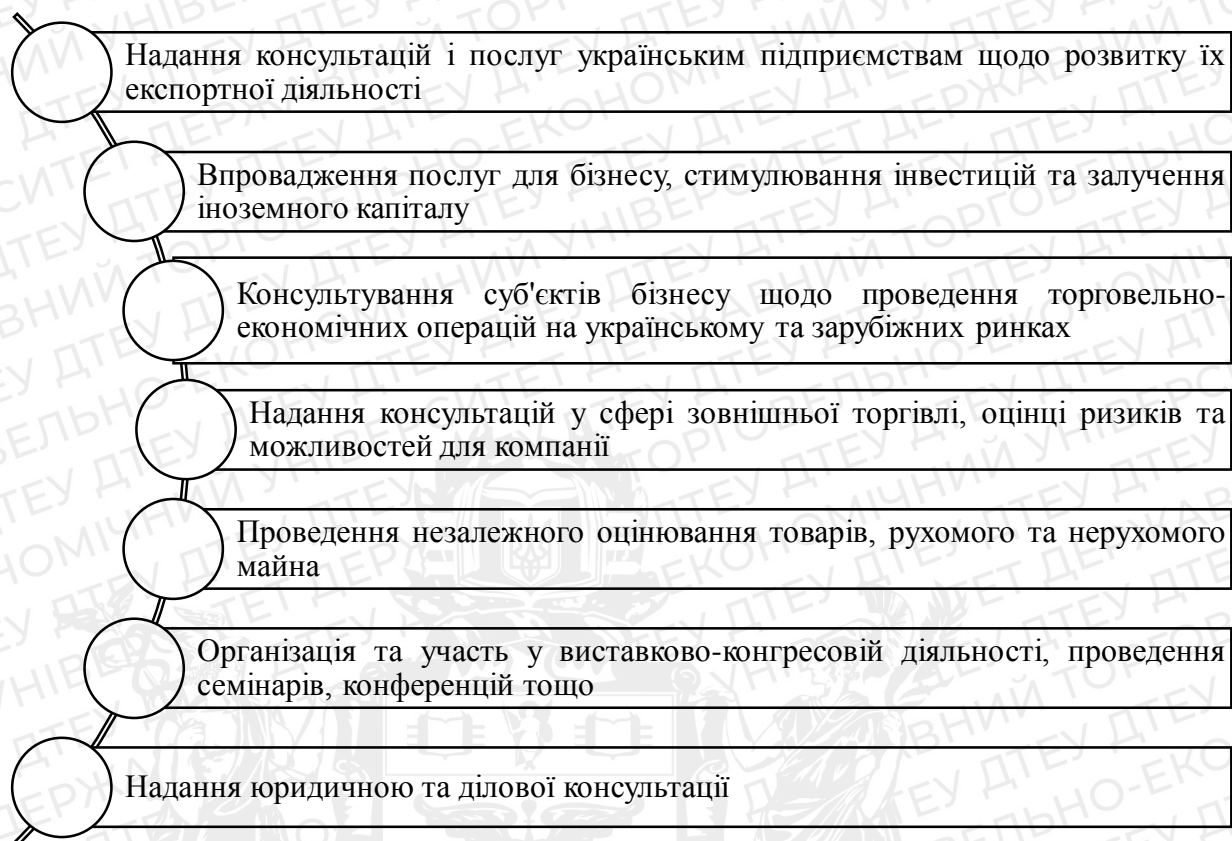 Надання консультацій і послуг українським підприємствам щодо розвитку їх
експортної діяльності
Впровадження послуг для бізнесу, стимулювання інвестицій та залучення
іноземного капіталу
Консультування суб'єктів бізнесу щодо проведення торговельно-
економічних операцій на українському та зарубіжних ринках
Надання консультацій у сфері зовнішньої торгівлі, оцінці ризиків та
можливостей для компанії
Проведення незалежного оцінювання товарів, рухомого та нерухомого
майна
Організація та участь у виставково-конгресовій діяльності, проведення
семінарів, конференцій тощо
Надання юридичною та ділової консультації